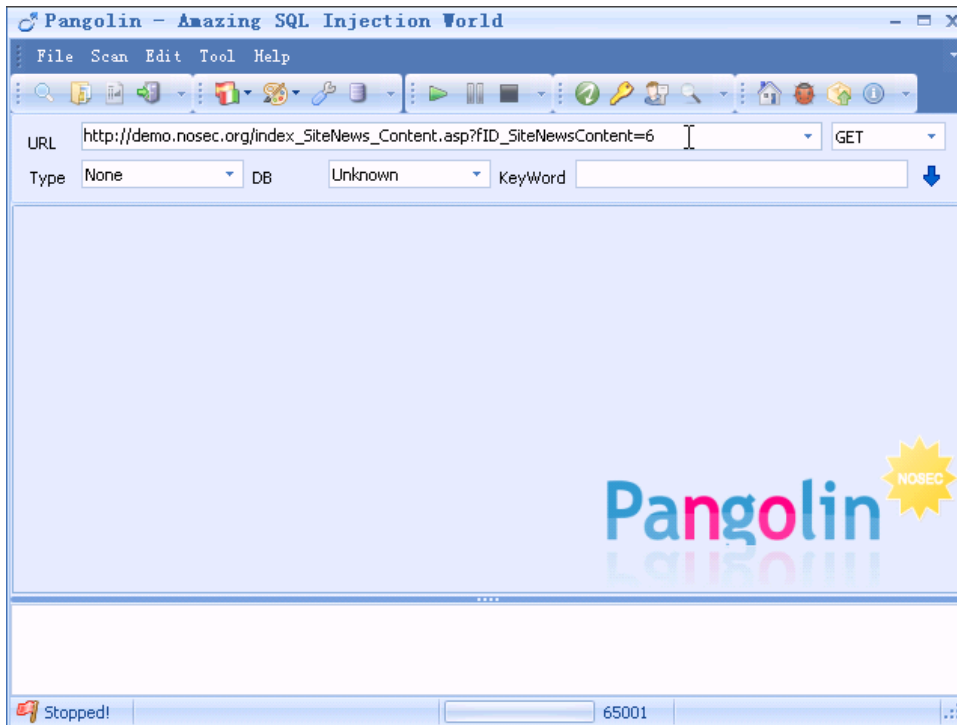 Pangolin - Amazing SQL Injection World
File Scan Edit Tool Help
URL http://demo.nosec.org/index_SiteNews_Content.asp?fID_SiteNewsContent=6 GET
Type None DB Unknown KeyWord
NOSEC
Pangolin
Stopped! 65001